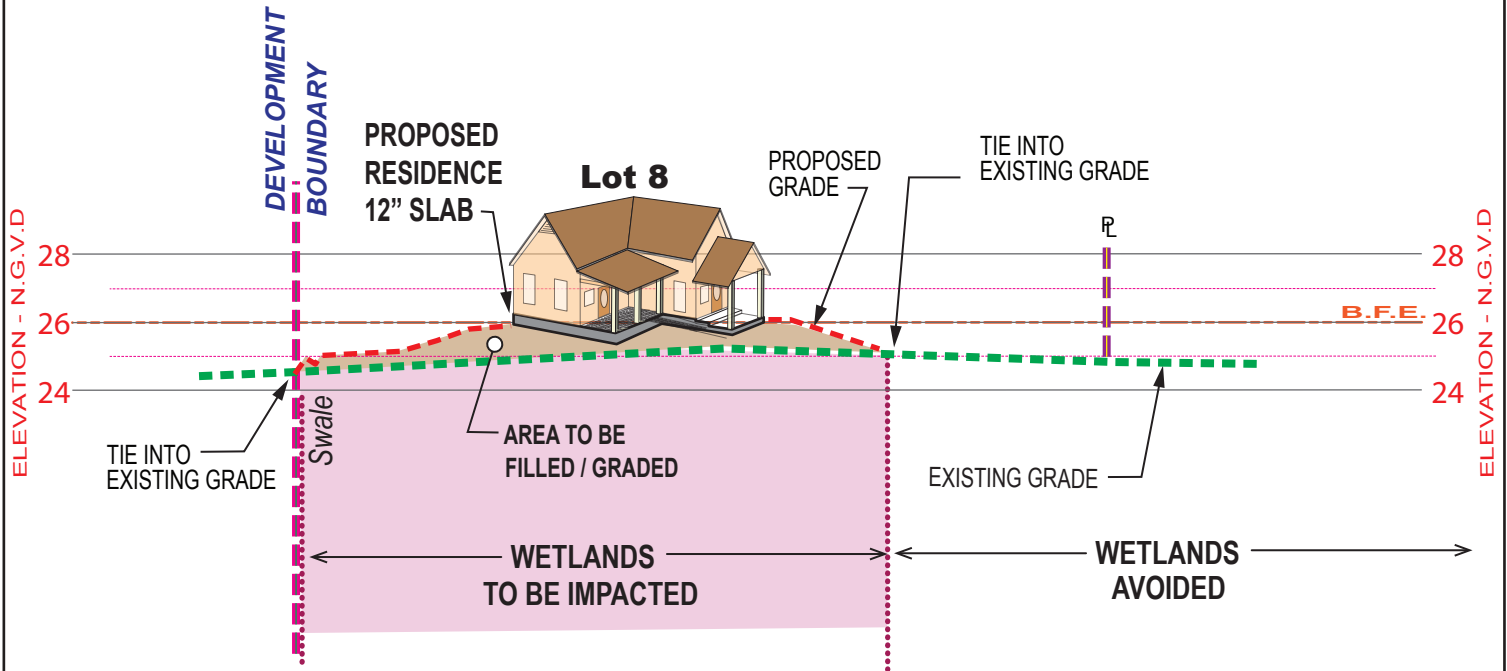 DEVELOPMENT
BOUNDARY
PROPOSED
RESIDENCE
12” SLAB
Lot 8
PROPOSED
GRADE
TIE INTO
EXISTING GRADE
PL
ELEVATION - N.G.V.D
28
26
24
28
B.F.E.
26
24
ELEVATION - N.G.V.D
TIE INTO
EXISTING GRADE
Swale
AREA TO BE
FILLED / GRADED
EXISTING GRADE
WETLANDS
TO BE IMPACTED
WETLANDS
AVOIDED